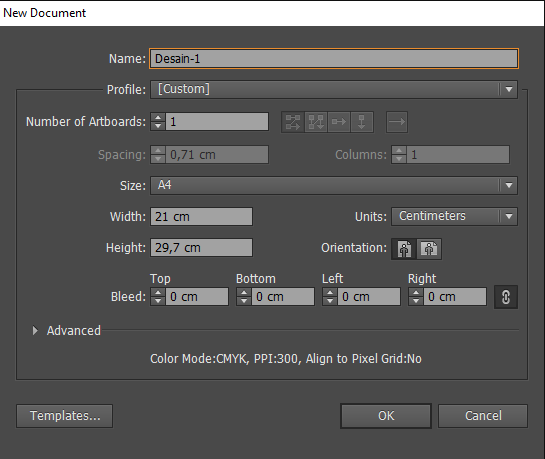 New Document
Name: Desain-1
Profile: [Custom]
Number of Artboards: 1
Spacing: 0,71 cm Columns: 1
Size: A4
Width: 21 cm Units: Centimeters
Height: 29,7 cm Orientation:
Top Bottom Left Right
Bleed: 0 cm 0 cm 0 cm 0 cm
Advanced
Color Mode:CMYK, PPI:300, Align to Pixel Grid:No
Templates... OK Cancel